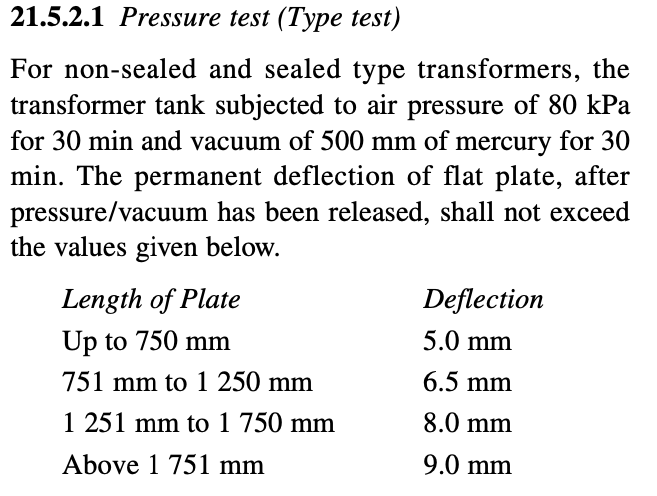 21.5.2.1 Pressure test (Type test)
For non-sealed and sealed type transformers, the
transformer tank subjected to air pressure of 80 kPa
for 30 min and vacuum of 500 mm of mercury for 30
min. The permanent deflection of flat plate, after
pressure/vacuum has been released, shall not exceed
the values given below.
Length of Plate Deflection
Up to 750 mm 5.0 mm
751 mm to 1 250 mm 6.5 mm
1 251 mm to 1 750 mm 8.0 mm
Above 1 751 mm 9.0 mm